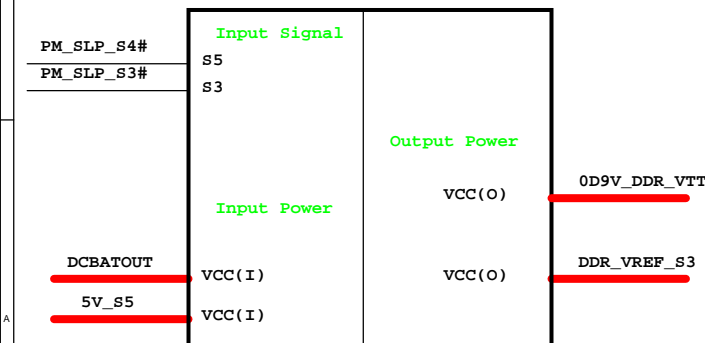 Input Signal
PM_SLP_S4#
S5
PM_SLP_S3#
S3
Output Power
0D9V_DDR_VTT
VCC(O)
Input Power
DCBATOUT
VCC(I)
VCC(O)
DDR_VREF_S3
5V_S5
VCC(I)
A